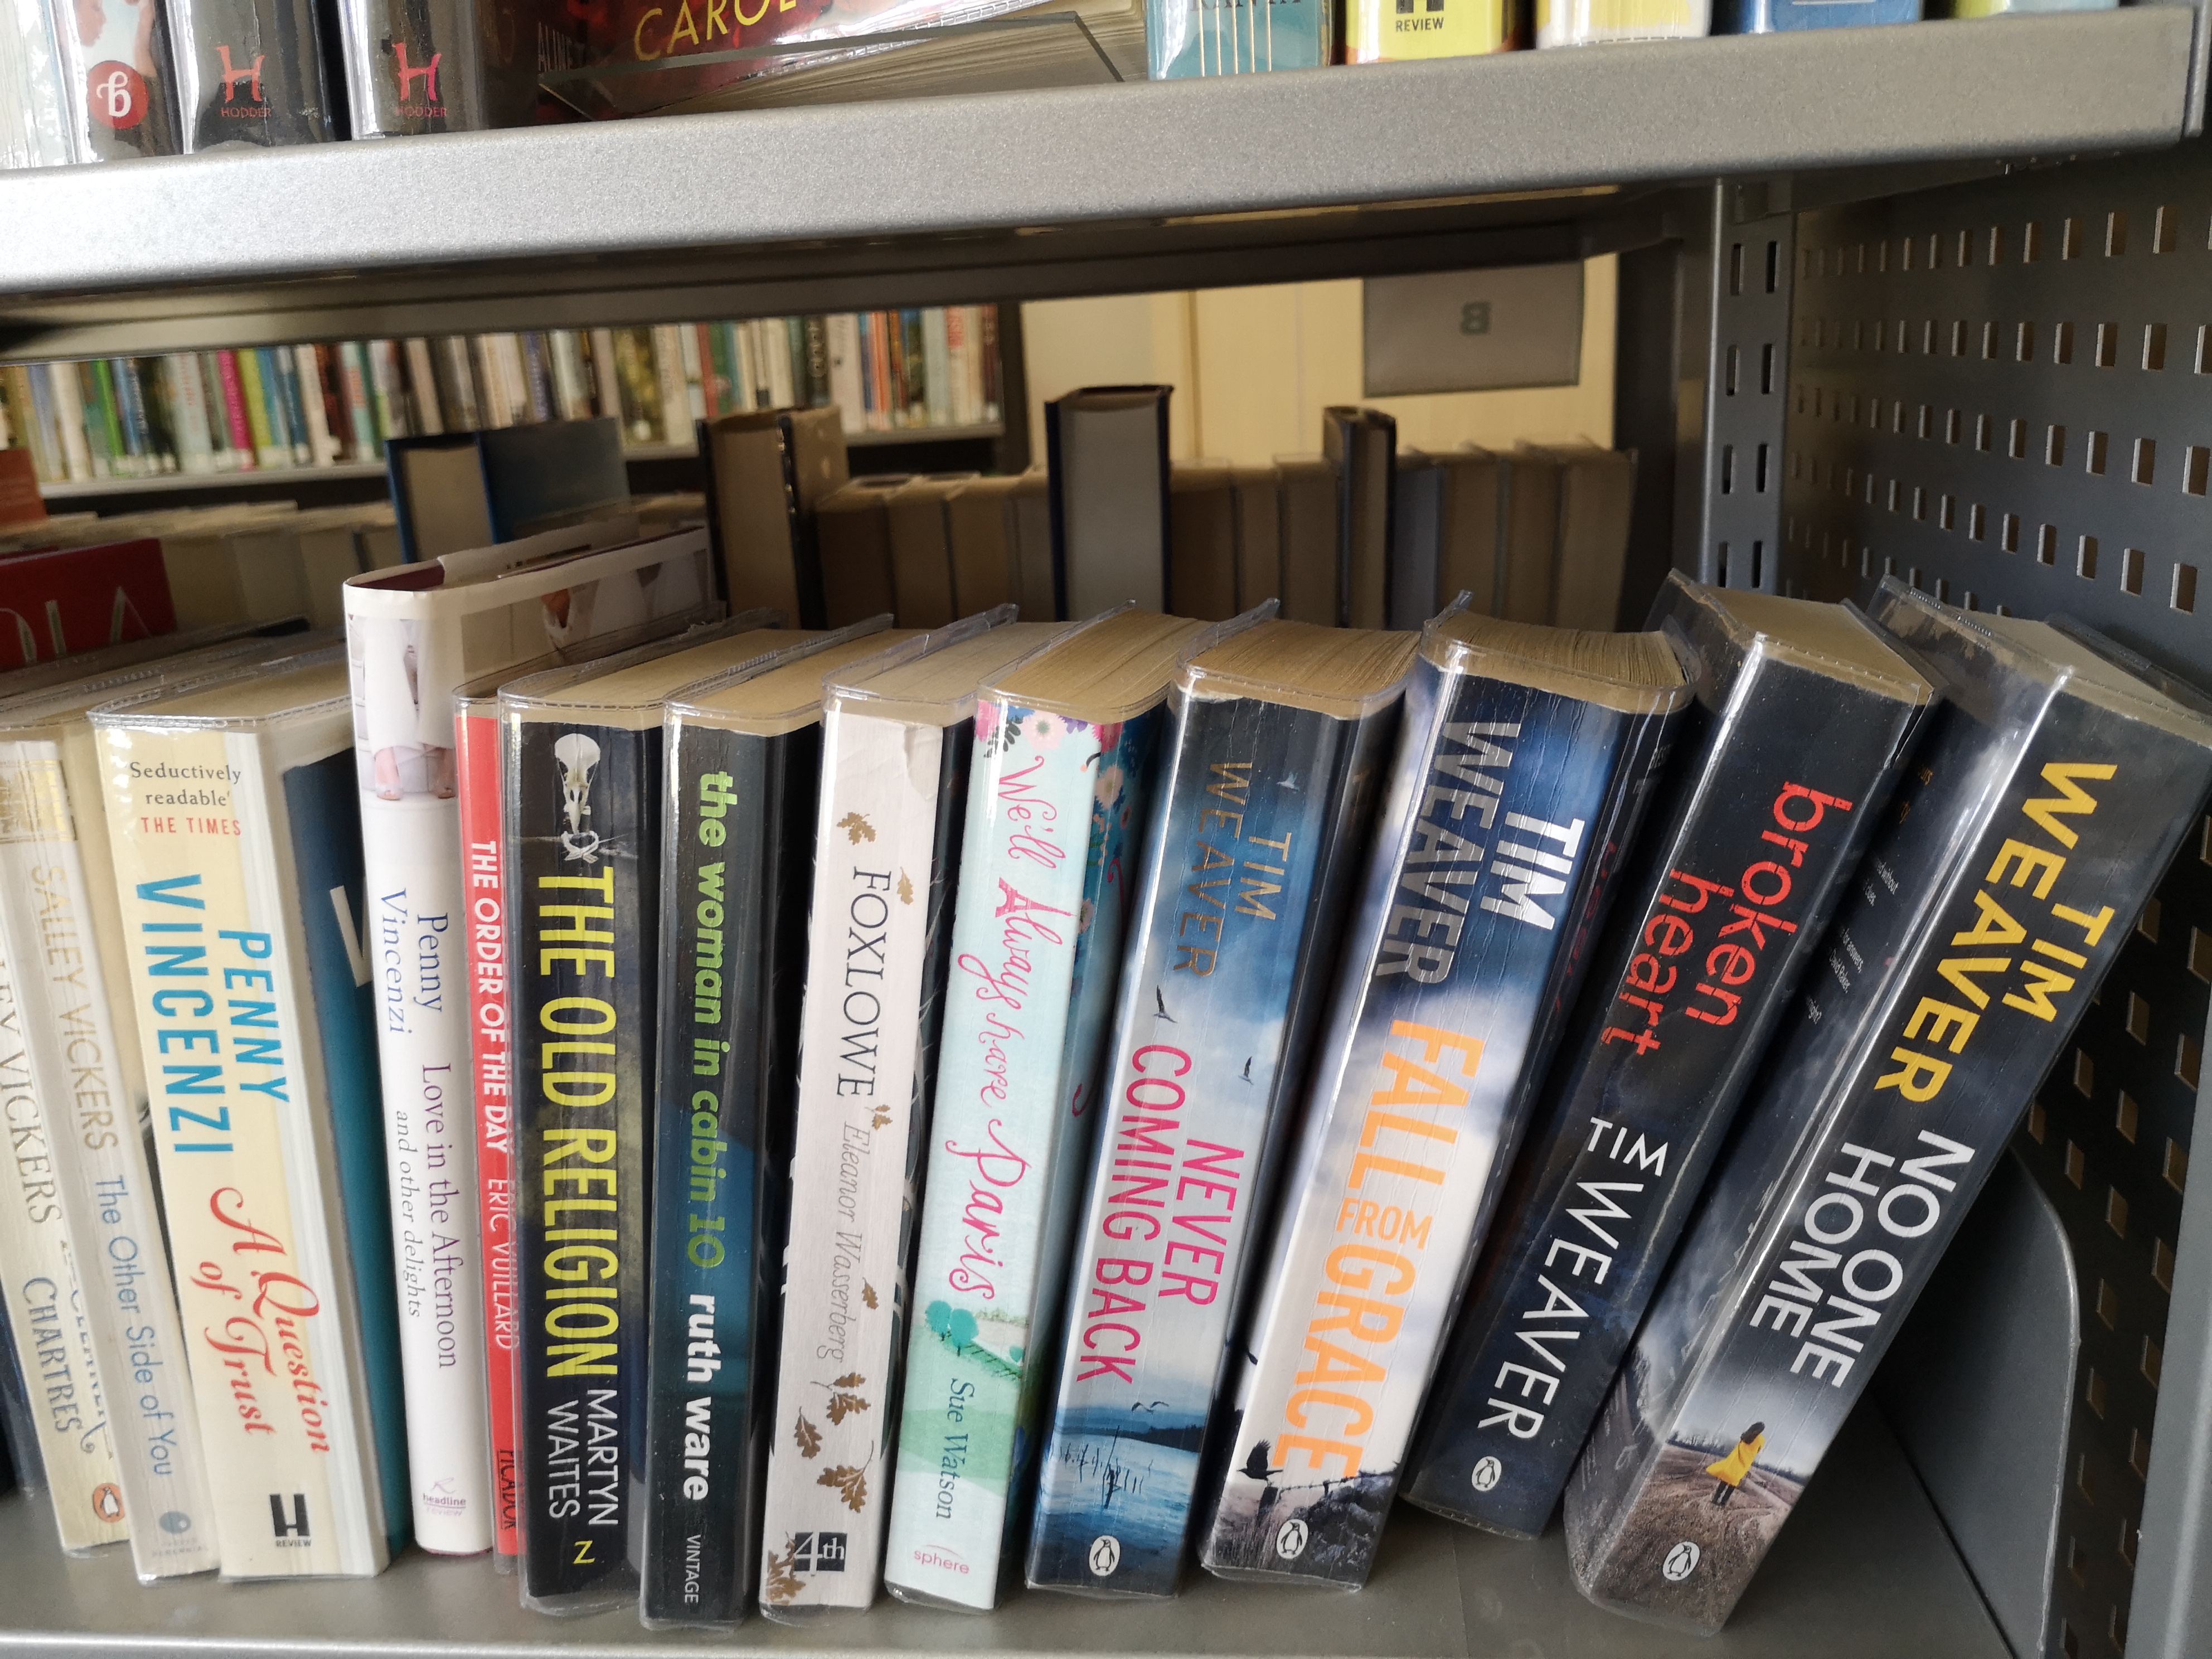 HODDER
HODDER
CAROL
H
REVIEW
B
SALLEY VICKERS
The Other Side of You
VICKERS
CHARTRES
Seductively
readable'
THE TIMES
PENNY
VINCENZI
A Question
of Trust
H
REVIEW
Penny
Vincenzi
Love in the Afternoon
and other delights
headline
REVIEW
THE ORDER OF THE DAY ERIC VUILLARD
PICADOR
THE OLD RELIGION
MARTYN
WAITES
Z
the woman in cabin 10 ruth ware
VINTAGE
FOXLOWE Eleanor Wasserberg
4th
We'll Always have Paris
Sue Watson
sphere
TIM
WEAVER
NEVER
COMING BACK
TIM
WEAVER
FALL
FROM
GRACE
broken
heart
TIM WEAVER
TIM
WEAVER
NO ONE
HOME